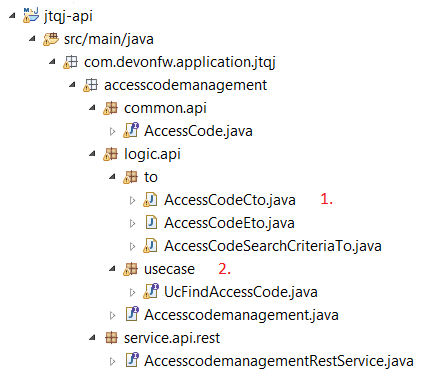 jtqj-api
src/main/java
com.devonfw.application.jtqj
accesscodemanagement
common.api
AccessCode.java
logic.api
to
AccessCodeCto.java 1.
AccessCodeEto.java
AccessCodeSearchCriteriaTo.java
usecase 2.
UcFindAccessCode.java
Accesscodemanagement.java
service.api.rest
AccesscodemanagementRestService.java